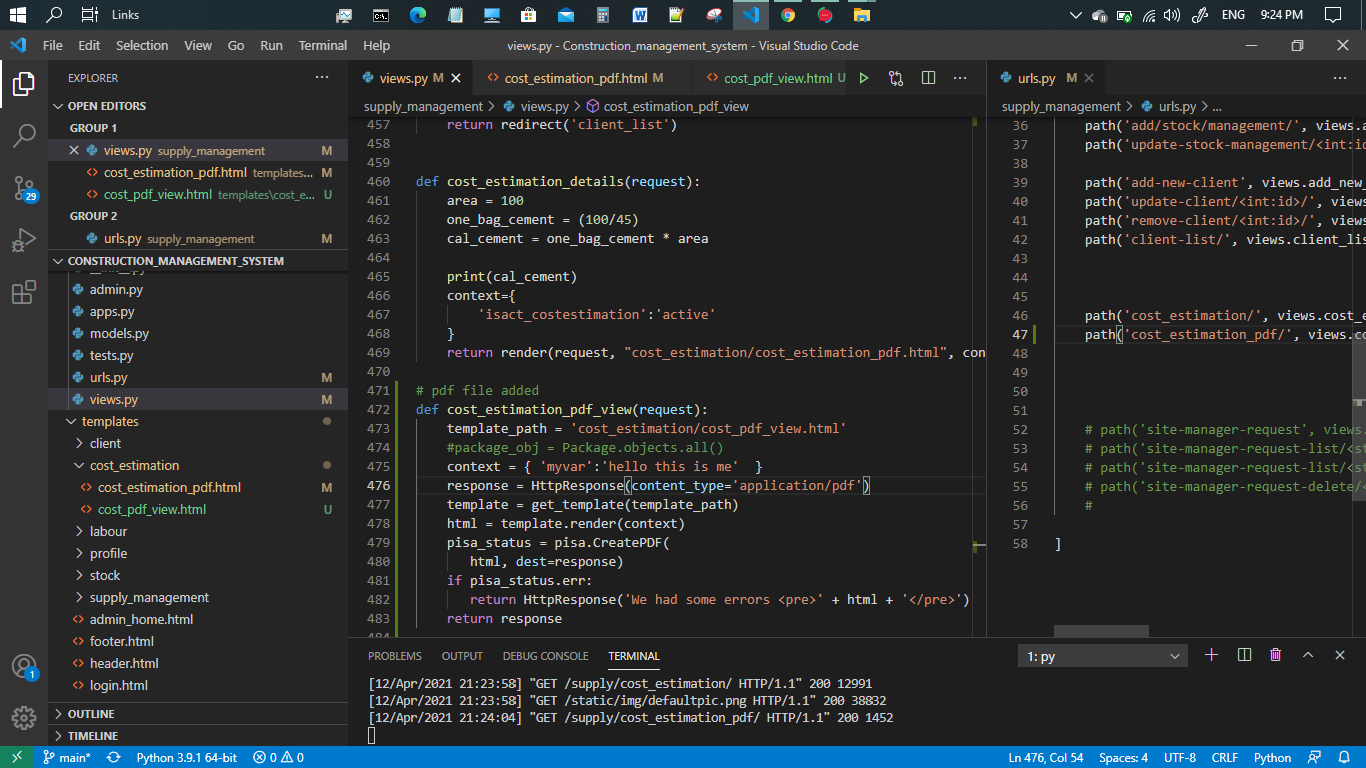 Links
ENG 9:24 PM
File Edit Selection View Go Run Terminal Help
views.py - Construction_management_system - Visual Studio Code
EXPLORER
OPEN EDITORS
GROUP 1
views.py supply_management M
cost_estimation_pdf.html templates... M
cost_pdf_view.html templates\cost_e... U
GROUP 2
urls.py supply_management M
CONSTRUCTION_MANAGEMENT_SYSTEM
admin.py
apps.py
models.py
tests.py
urls.py M
views.py M
templates
client
cost_estimation
cost_estimation_pdf.html M
cost_pdf_view.html U
labour
profile
stock
supply_management
admin_home.html
footer.html
header.html
login.html
OUTLINE
TIMELINE
29
1
views.py M
cost_estimation_pdf.html M
cost_pdf_view.html U
supply_management > views.py > cost_estimation_pdf_view
457 return redirect('client_list')
458
459
460 def cost_estimation_details(request):
461 area = 100
462 one_bag_cement = (100/45)
463 cal_cement = one_bag_cement * area
464
465 print(cal_cement)
466 context={
467 'isact_costestimation':'active'
468 }
469 return render(request, "cost_estimation/cost_estimation_pdf.html", con
470
471 # pdf file added
472 def cost_estimation_pdf_view(request):
473 template_path = 'cost_estimation/cost_pdf_view.html'
474 #package_obj = Package.objects.all()
475 context = { 'myvar':'hello this is me' }
476 response = HttpResponse(content_type='application/pdf')
477 template = get_template(template_path)
478 html = template.render(context)
479 pisa_status = pisa.CreatePDF(
480 html, dest=response)
481 if pisa_status.err:
482 return HttpResponse('We had some errors <pre>' + html + '</pre>')
483 return response
484
urls.py M
supply_management > urls.py > ...
36 path('add/stock/management/', views.a
37 path('update-stock-management/<int:id
38
39 path('add-new-client', views.add_new_
40 path('update-client/<int:id>/', views
41 path('remove-client/<int:id>/', views
42 path('client-list/', views.client_lis
43
44
45
46 path('cost_estimation/', views.cost_e
47 path('cost_estimation_pdf/', views.co
48
49
50
51
52 # path('site-manager-request', views.
53 # path('site-manager-request-list/<st
54 # path('site-manager-request-list/<st
55 # path('site-manager-request-delete/<
56 #
57
58 ]
PROBLEMS OUTPUT DEBUG CONSOLE TERMINAL
1: py
[12/Apr/2021 21:23:58] "GET /supply/cost_estimation/ HTTP/1.1" 200 12991
[12/Apr/2021 21:23:58] "GET /static/img/defaultpic.png HTTP/1.1" 200 38832
[12/Apr/2021 21:24:04] "GET /supply/cost_estimation_pdf/ HTTP/1.1" 200 1452
main* Python 3.9.1 64-bit 0 0
Ln 476, Col 54 Spaces: 4 UTF-8 CRLF Python